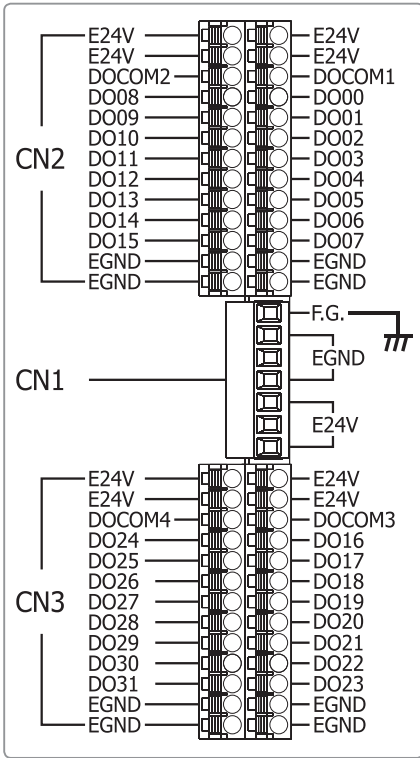 E24V E24V
E24V E24V
DOCOM2 DOCOM1
DO08 DO00
DO09 DO01
DO10 DO02
CN2 DO11 DO03
DO12 DO04
DO13 DO05
DO14 DO06
DO15 DO07
EGND EGND
EGND EGND
F.G.
EGND
CN1
E24V
E24V E24V
E24V E24V
DOCOM4 DOCOM3
DO24 DO16
DO25 DO17
DO26 DO18
CN3 DO27 DO19
DO28 DO20
DO29 DO21
DO30 DO22
DO31 DO23
EGND EGND
EGND EGND